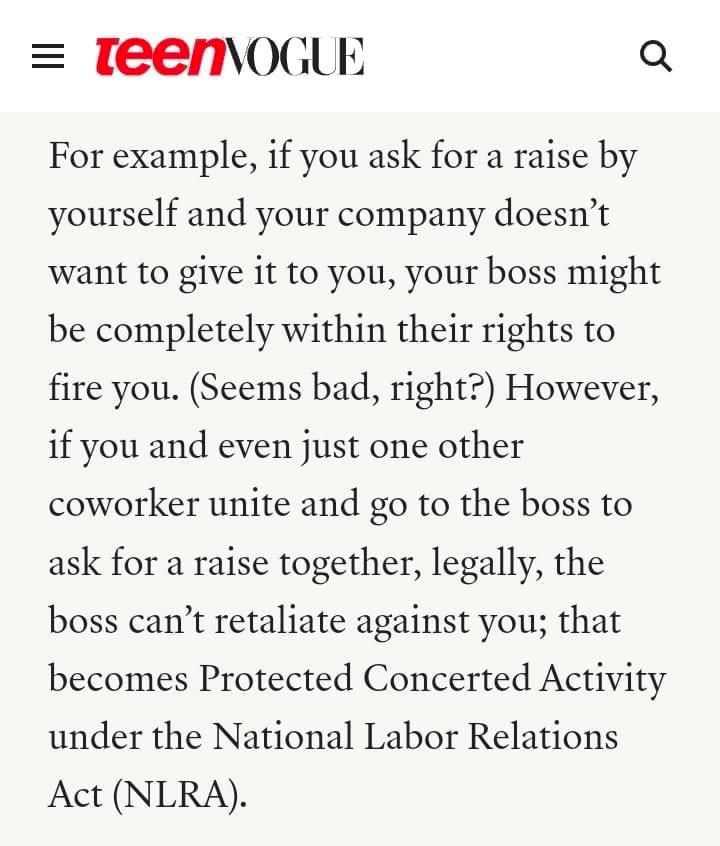 teenVOGUE
For example, if you ask for a raise by
yourself and your company doesn’t
want to give it to you, your boss might
be completely within their rights to
fire you. (Seems bad, right?) However,
if you and even just one other
coworker unite and go to the boss to
ask for a raise together, legally, the
boss can’t retaliate against you; that
becomes Protected Concerted Activity
under the National Labor Relations
Act (NLRA).